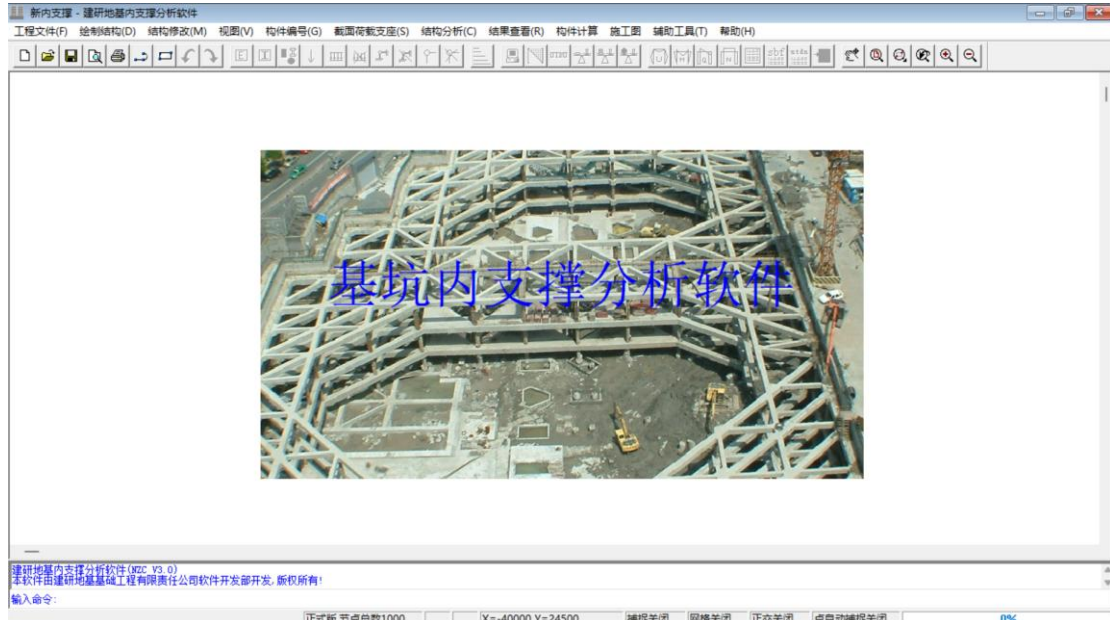 新内支撑 - 建研地基内支撑分析软件
工程文件(F) 绘制结构(D) 结构修改(M) 视图(V) 构件编号(G) 截面荷载支座(S) 结构分析(C) 结果查看(R) 构件计算 施工图 辅助工具(T) 帮助(H)
基坑内支撑分析软件
建研地基内支撑分析软件(NZC V3.0)
本软件由建研地基基础工程有限责任公司软件开发部开发,版权所有!
输入命令:
正式版 节点总数1000 X=-40000 Y=24500 捕捉关闭 网格关闭 正交关闭 点自动捕捉关闭 0%